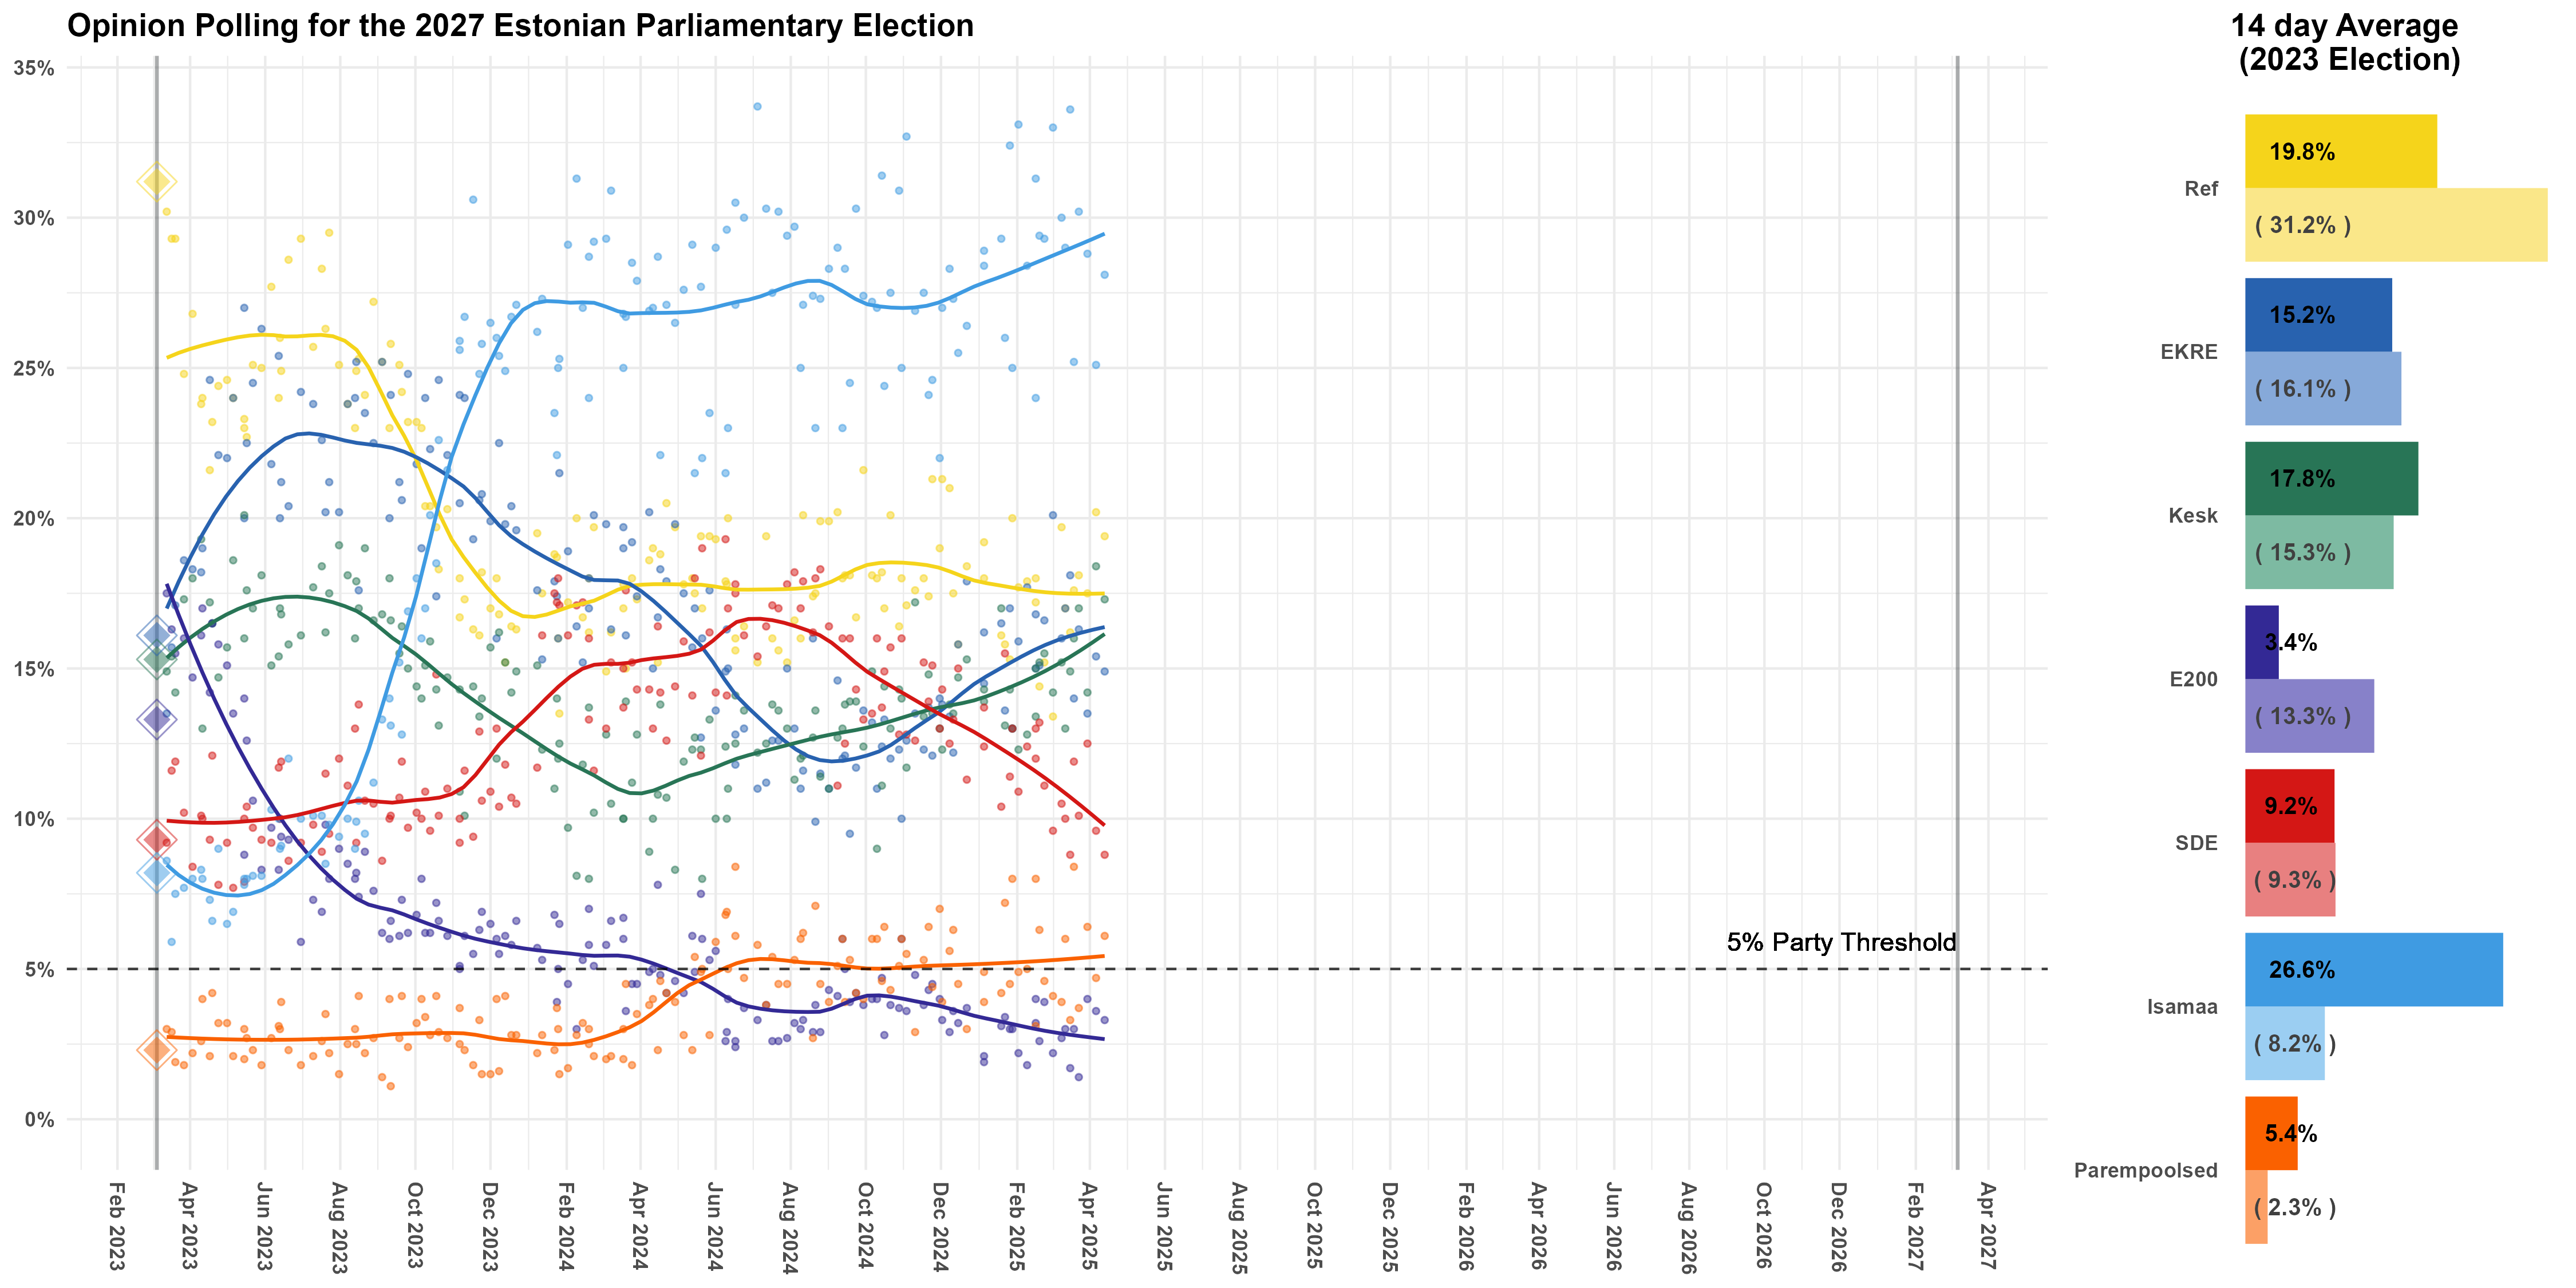 Opinion Polling for the 2027 Estonian Parliamentary Election
35%
30%
25%
20%
15%
10%
5%
0%
5% Party Threshold
Feb 2023
Apr 2023
Jun 2023
Aug 2023
Oct 2023
Dec 2023
Feb 2024
Apr 2024
Jun 2024
Aug 2024
Oct 2024
Dec 2024
Feb 2025
Apr 2025
Jun 2025
Aug 2025
Oct 2025
Dec 2025
Feb 2026
Apr 2026
Jun 2026
Aug 2026
Oct 2026
Dec 2026
Feb 2027
Apr 2027
14 day Average
(2023 Election)
Ref
19.8%
( 31.2% )
EKRE
15.2%
( 16.1% )
Kesk
17.8%
( 15.3% )
E200
3.4%
( 13.3% )
SDE
9.2%
( 9.3% )
Isamaa
26.6%
( 8.2% )
Parempoolsed
5.4%
( 2.3% )